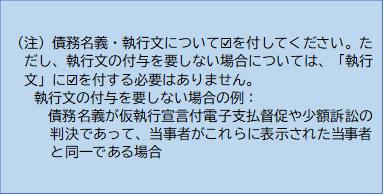 （注）債務名義・執行文について☑を付してください。た
だし、執行文の付与を要しない場合については、「執行
文」に☑を付する必要はありません。
執行文の付与を要しない場合の例：
債務名義が仮執行宣言付電子支払督促や少額訴訟の
判決であって、当事者がこれらに表示された当事者
と同一である場合